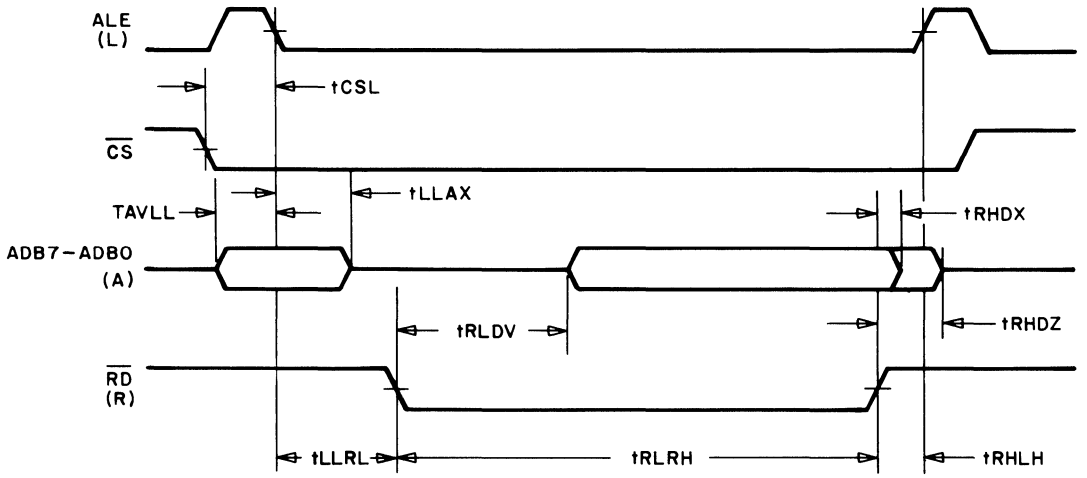 ALE
(L)
tCSL
CS
tLLAX
TAVLL
tRHDX
ADB7-ADB0
(A)
tRLDV
tRHDZ
RD
(R)
tLLRL
tRLRH
tRHLH